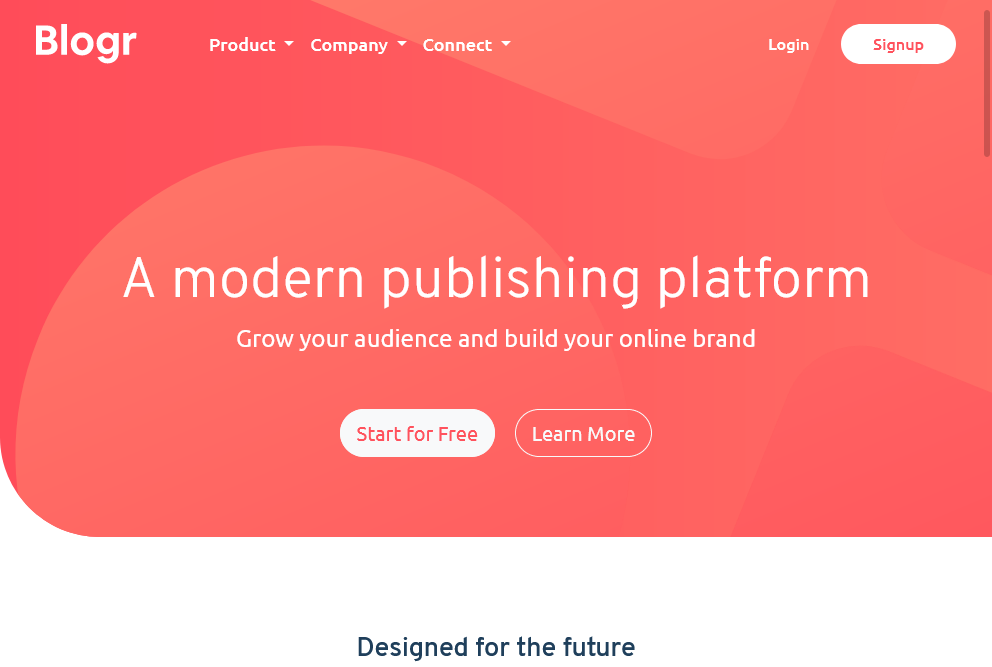 Blogr Product Company Connect Login Signup
A modern publishing platform
Grow your audience and build your online brand
Start for Free Learn More
Designed for the future